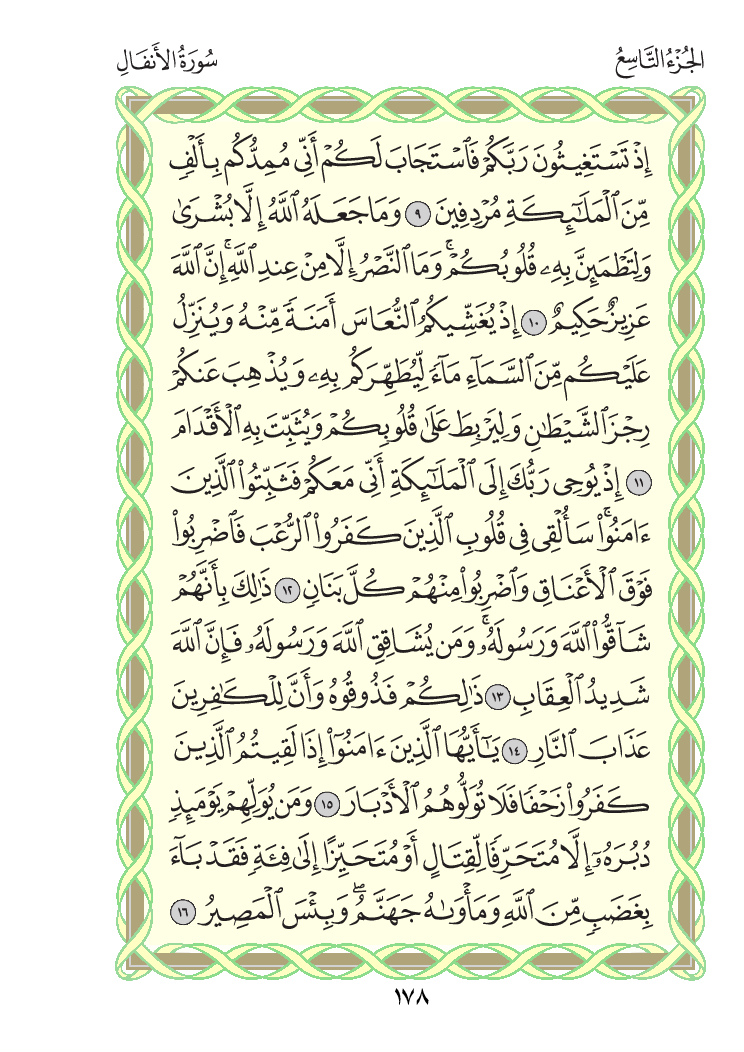 الجُزْءُ التَّاسِعُ
سُورَةُ الأَنفَالِ
إِذْ تَسْتَغِيثُونَ رَبَّكُمْ فَٱسْتَجَابَ لَكُمْ أَنِّى مُمِدُّكُم بِأَلْفٍ
مِّنَ ٱلْمَلَـٰٓئِكَةِ مُرْدِفِينَ ٩ وَمَا جَعَلَهُ ٱللَّهُ إِلَّا بُشْرَىٰ
وَلِتَطْمَئِنَّ بِهِۦ قُلُوبُكُمْ ۚ وَمَا ٱلنَّصْرُ إِلَّا مِنْ عِندِ ٱللَّهِ ۚ إِنَّ ٱللَّهَ
عَزِيزٌ حَكِيمٌ ١٠ إِذْ يُغَشِّيكُمُ ٱلنُّعَاسَ أَمَنَةً مِّنْهُ وَيُنَزِّلُ
عَلَيْكُم مِّنَ ٱلسَّمَآءِ مَآءً لِّيُطَهِّرَكُم بِهِۦ وَيُذْهِبَ عَنكُمْ
رِجْزَ ٱلشَّيْطَـٰنِ وَلِيَرْبِطَ عَلَىٰ قُلُوبِكُمْ وَيُثَبِّتَ بِهِ ٱلْأَقْدَامَ
١١ إِذْ يُوحِى رَبُّكَ إِلَى ٱلْمَلَـٰٓئِكَةِ أَنِّى مَعَكُمْ فَثَبِّتُوا۟ ٱلَّذِينَ
ءَامَنُوا۟ ۚ سَأُلْقِى فِى قُلُوبِ ٱلَّذِينَ كَفَرُوا۟ ٱلرُّعْبَ فَٱضْرِبُوا۟
فَوْقَ ٱلْأَعْنَاقِ وَٱضْرِبُوا۟ مِنْهُمْ كُلَّ بَنَانٍ ١٢ ذَٰلِكَ بِأَنَّهُمْ
شَآقُّوا۟ ٱللَّهَ وَرَسُولَهُۥ ۚ وَمَن يُشَاقِقِ ٱللَّهَ وَرَسُولَهُۥ فَإِنَّ ٱللَّهَ
شَدِيدُ ٱلْعِقَابِ ١٣ ذَٰلِكُمْ فَذُوقُوهُ وَأَنَّ لِلْكَـٰفِرِينَ
عَذَابَ ٱلنَّارِ ١٤ يَـٰٓأَيُّهَا ٱلَّذِينَ ءَامَنُوٓا۟ إِذَا لَقِيتُمُ ٱلَّذِينَ
كَفَرُوا۟ زَحْفًا فَلَا تُوَلُّوهُمُ ٱلْأَدْبَارَ ١٥ وَمَن يُوَلِّهِمْ يَوْمَئِذٍ
دُبُرَهُۥٓ إِلَّا مُتَحَرِّفًا لِّقِتَالٍ أَوْ مُتَحَيِّزًا إِلَىٰ فِئَةٍ فَقَدْ بَآءَ
بِغَضَبٍ مِّنَ ٱللَّهِ وَمَأْوَىٰهُ جَهَنَّمُ ۖ وَبِئْسَ ٱلْمَصِيرُ ١٦
١٧٨